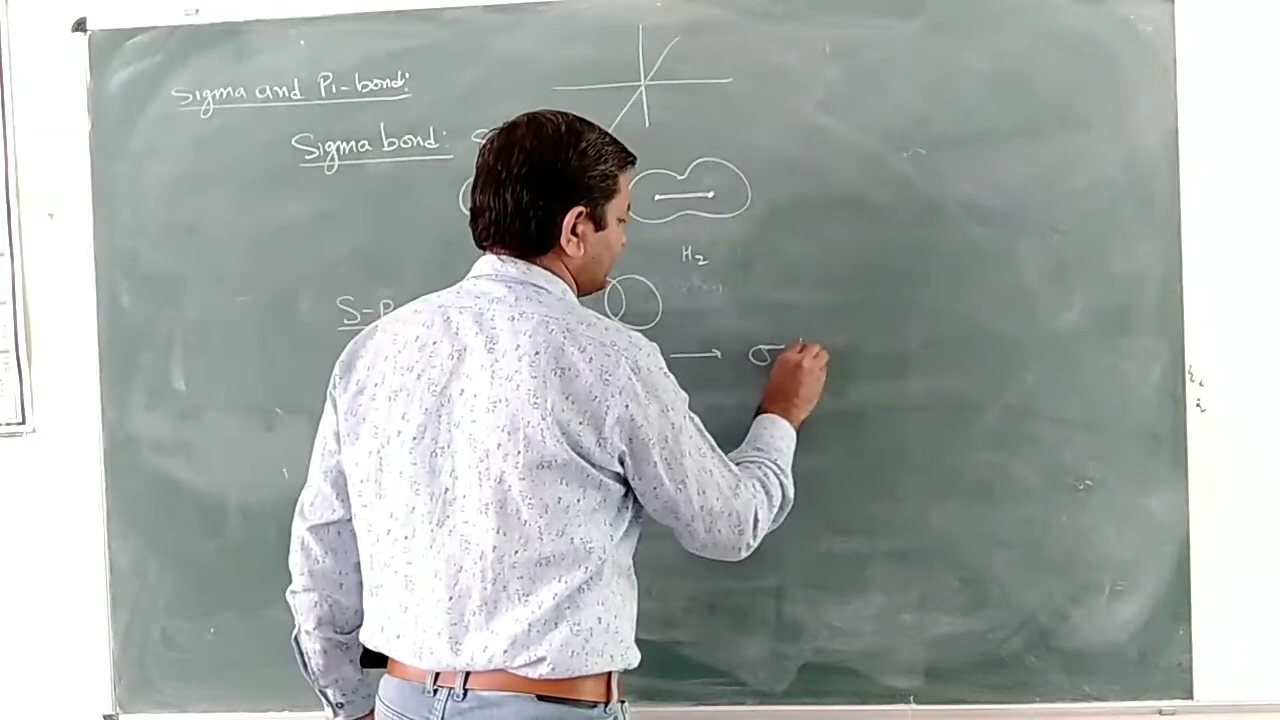 Sigma and Pi-bond:
Sigma bond: S
H2
S-P
→ σ